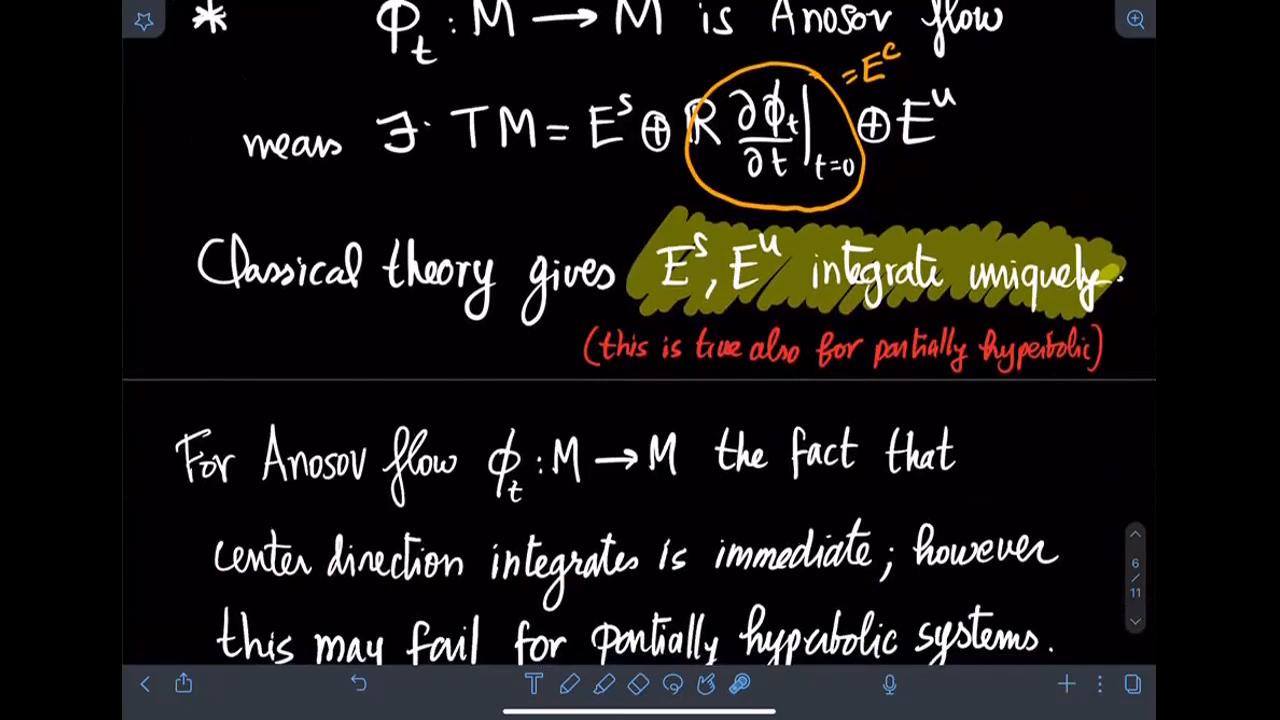 * ϕ_t : M → M is Anosov flow
= E^c
means ∃· TM = E^s ⊕ ℝ ∂ϕ_t/∂t |_{t=0} ⊕ E^u
Classical theory gives E^s, E^u integrate uniquely.
(this is true also for partially hyperbolic)
For Anosov flow ϕ_t : M → M the fact that
center direction integrates is immediate; however
this may fail for partially hyperbolic systems.
6
/
11
T